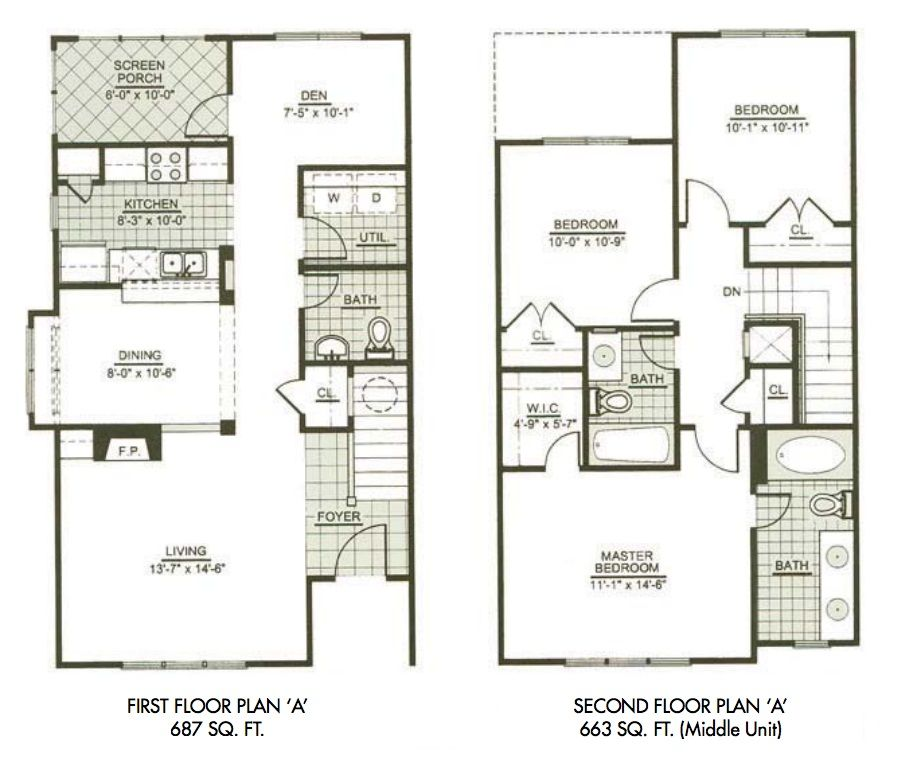 SCREEN
PORCH
6'-0" x 10'-0"
DEN
7'-5" x 10'-1"
KITCHEN
8'-3" x 10'-0"
W
D
UTIL.
BATH
DINING
8'-0" x 10'-6"
CL.
F.P.
FOYER
LIVING
13'-7" x 14'-6"
FIRST FLOOR PLAN ‘A’
687 SQ. FT.
BEDROOM
10'-1" x 10'-11"
BEDROOM
10'-0" x 10'-9"
CL.
DN
CL.
BATH
W.I.C.
4'-9" x 5'-7"
CL.
MASTER
BEDROOM
11'-1" x 14'-6"
BATH
SECOND FLOOR PLAN ‘A’
663 SQ. FT. (Middle Unit)